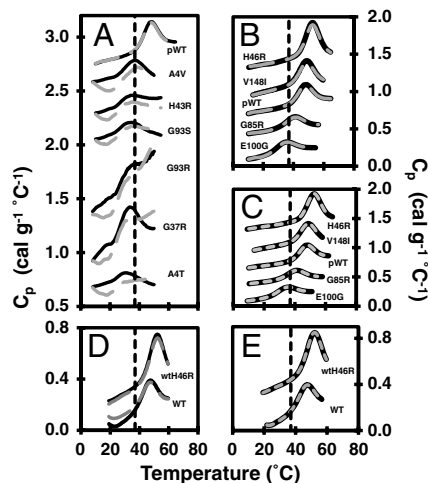 A
3.0
2.5
2.0
1.5
1.0
0.5
pWT
A4V
H43R
G93S
G93R
G37R
A4T
B
2.0
1.5
1.0
0.5
0.0
H46R
V148I
pWT
G85R
E100G
C
2.0
1.5
1.0
0.5
0.0
H46R
V148I
pWT
G85R
E100G
D
0.8
0.4
0.0
wtH46R
WT
E
0.8
0.4
0.0
wtH46R
WT
0 20 40 60 80
0 20 40 60 80
Cp (cal g-1 °C-1)
Cp (cal g-1 °C-1)
Temperature (°C)